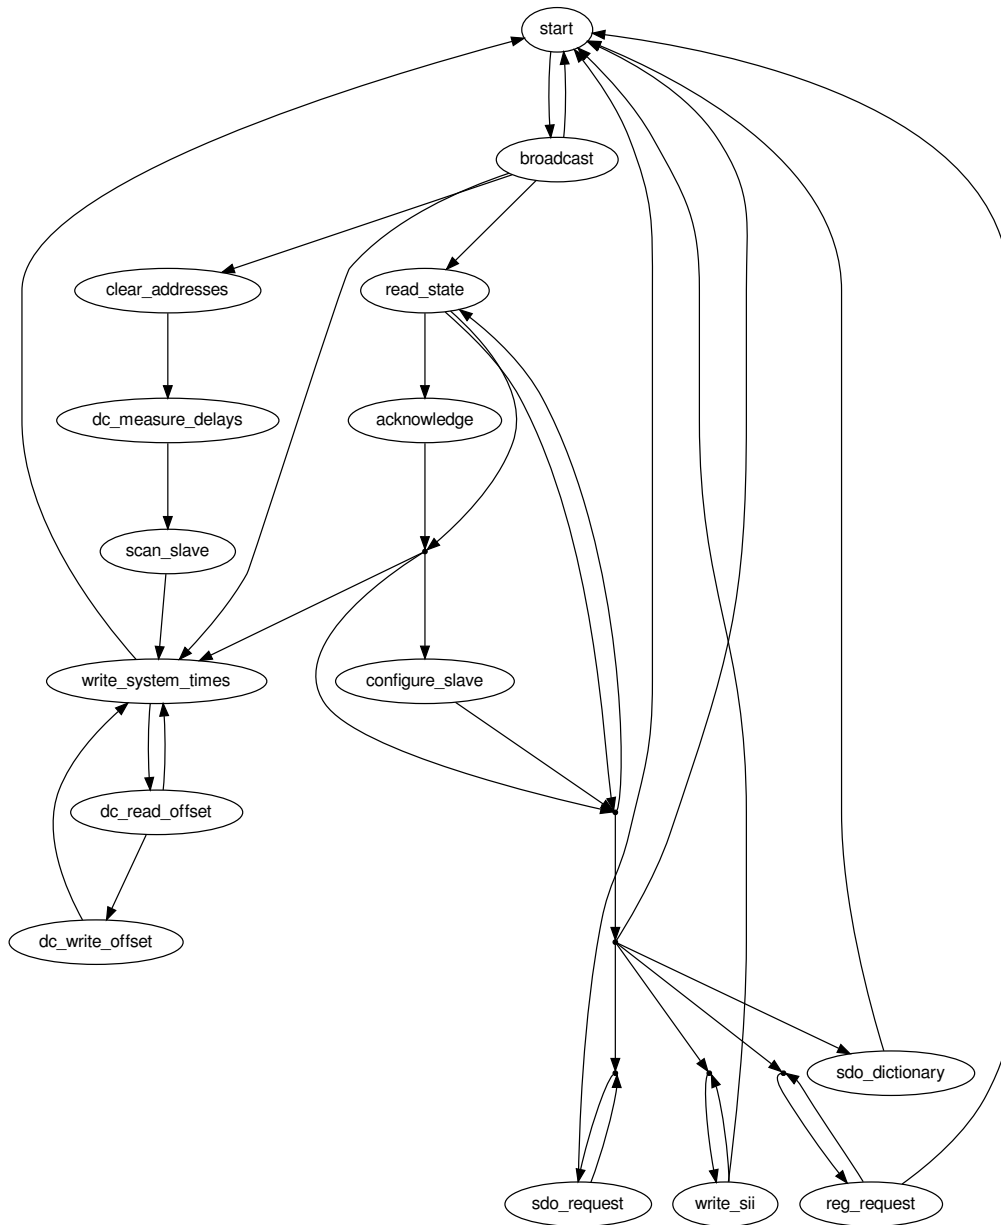 start
broadcast
clear_addresses
read_state
dc_measure_delays
acknowledge
scan_slave
write_system_times
configure_slave
dc_read_offset
dc_write_offset
sdo_dictionary
sdo_request
write_sii
reg_request